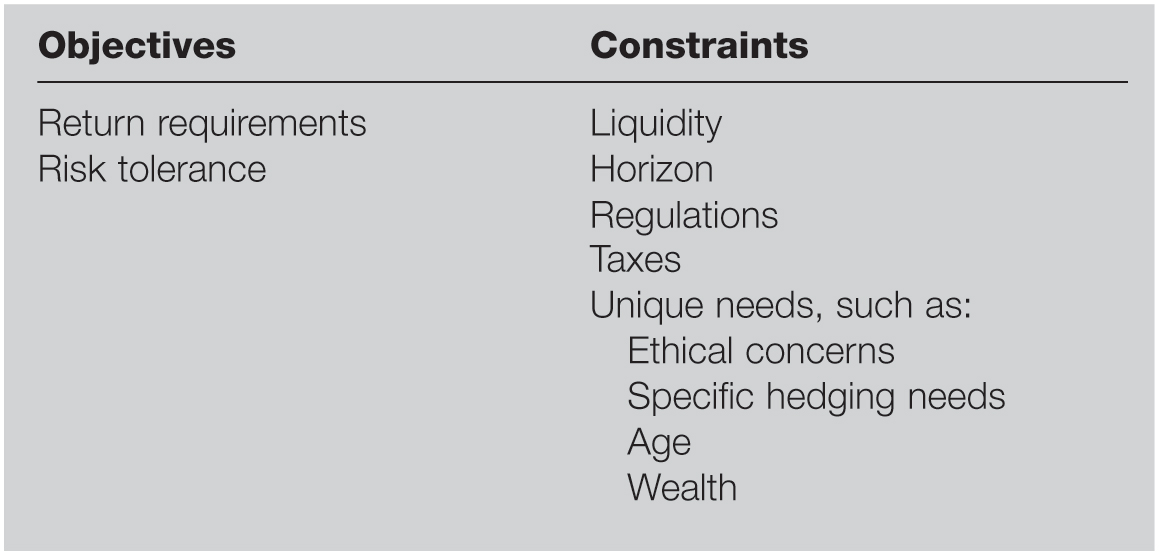 Objectives
Constraints
Return requirements
Risk tolerance
Liquidity
Horizon
Regulations
Taxes
Unique needs, such as:
Ethical concerns
Specific hedging needs
Age
Wealth